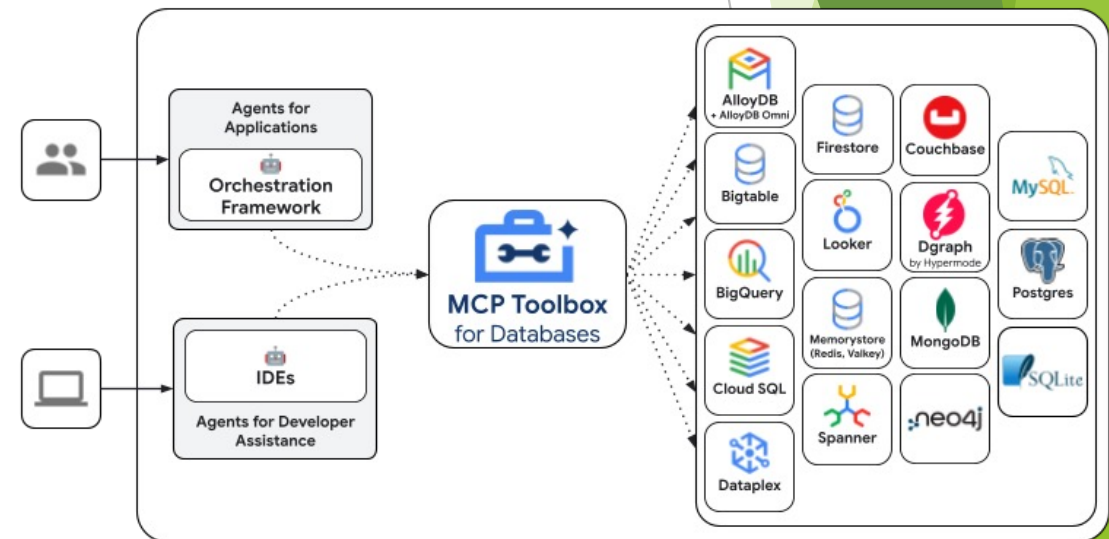 Agents for
Applications
Orchestration
Framework
IDEs
Agents for Developer
Assistance
MCP Toolbox
for Databases
AlloyDB
+ AlloyDB Omni
Bigtable
BigQuery
Cloud SQL
Dataplex
Firestore
Looker
Memorystore
(Redis, Valkey)
Spanner
Couchbase
Dgraph
by Hypermode
MongoDB
neo4j
MySQL
Postgres
SQLite